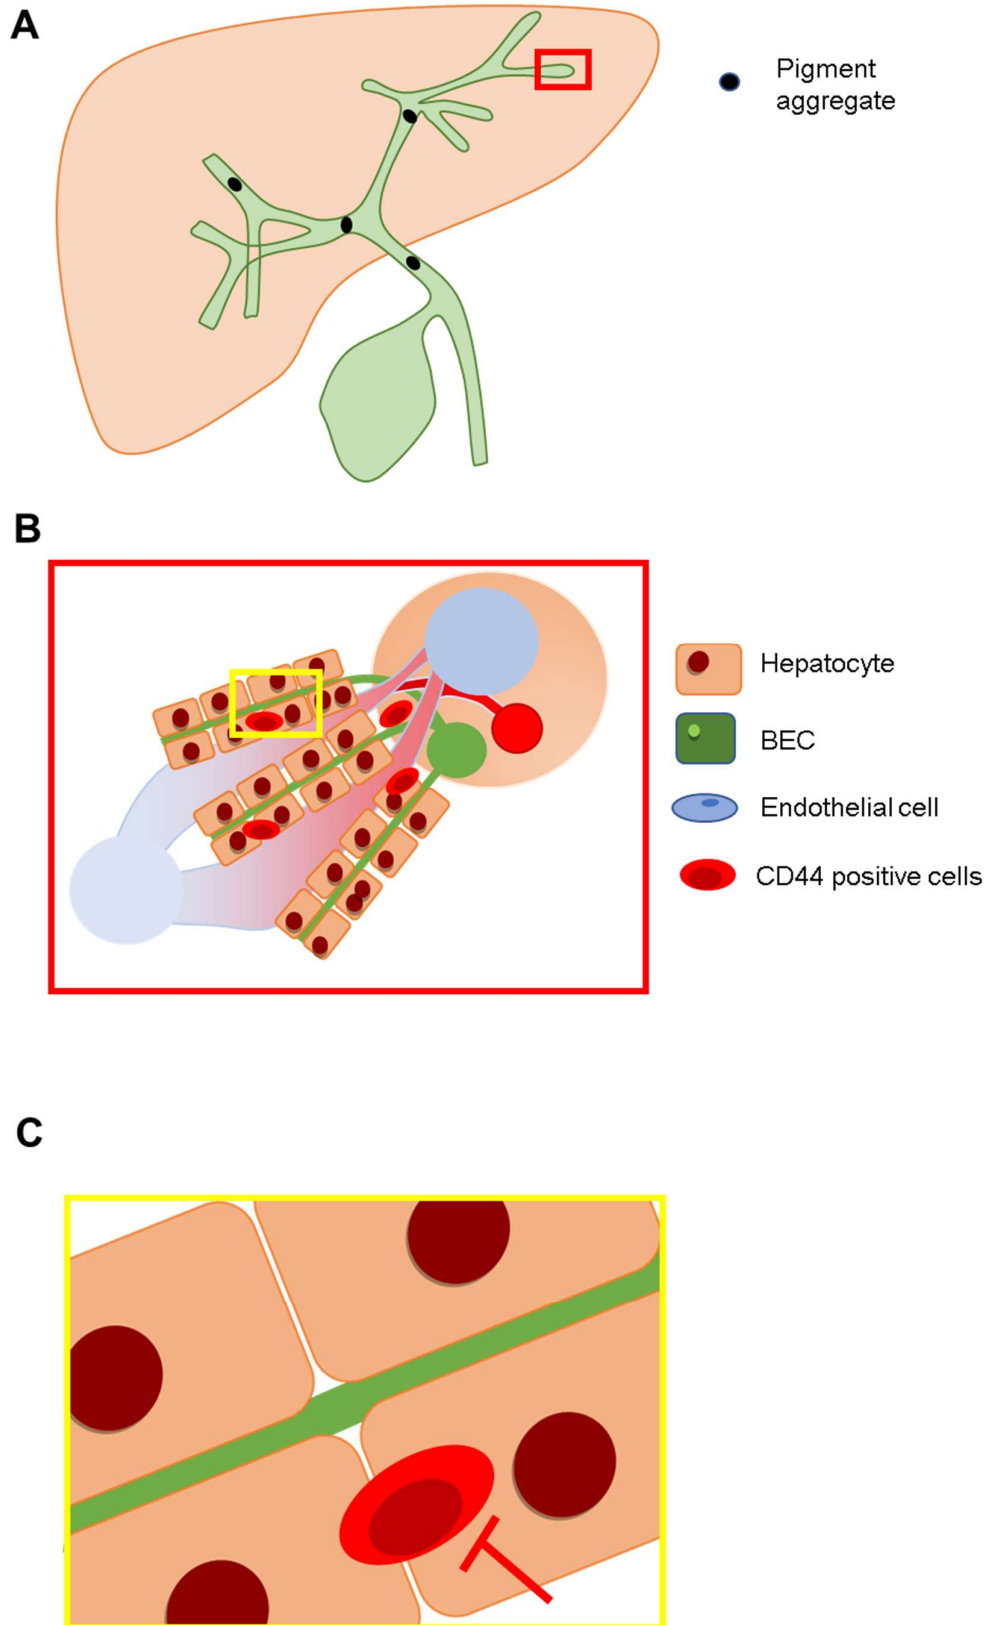 A
Pigment
aggregate
B
Hepatocyte
BEC
Endothelial cell
CD44 positive cells
C